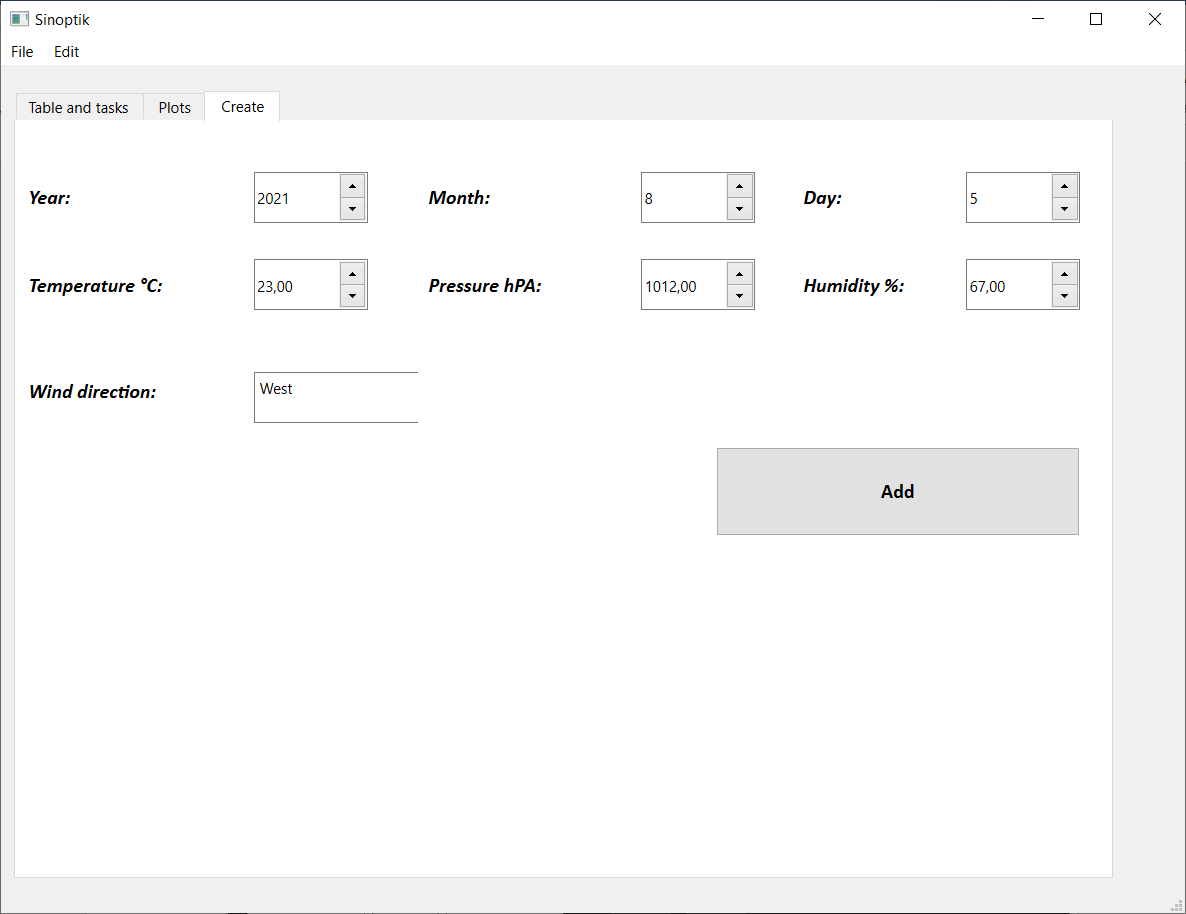 Sinoptik
File Edit
Table and tasks Plots Create
Year: 2021 Month: 8 Day: 5
Temperature °C: 23,00 Pressure hPA: 1012,00 Humidity %: 67,00
Wind direction: West
Add